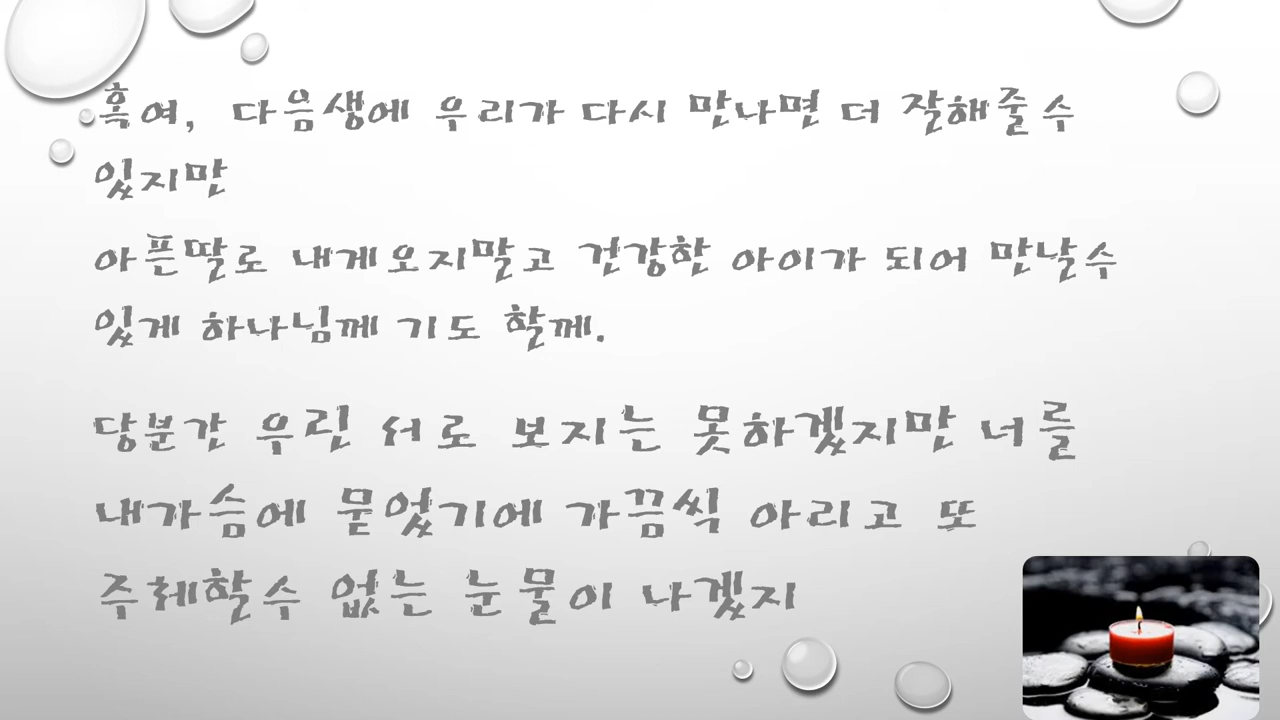 혹여, 다음생에 우리가 다시 만나면 더 잘해줄수
있지만
아픈딸로 내게오지말고 건강한 아이가 되어 만날수
있게 하나님께 기도 할께.
당분간 우린 서로 보지는 못하겠지만 너를
내가슴에 묻었기에 가끔씩 아리고 또
주체할수 없는 눈물이 나겠지